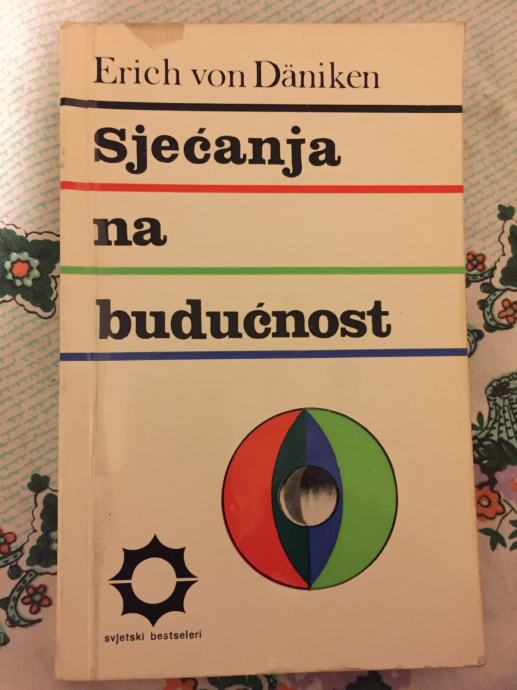 Erich von Däniken
Sjećanja
na
budućnost
svjetski bestseleri